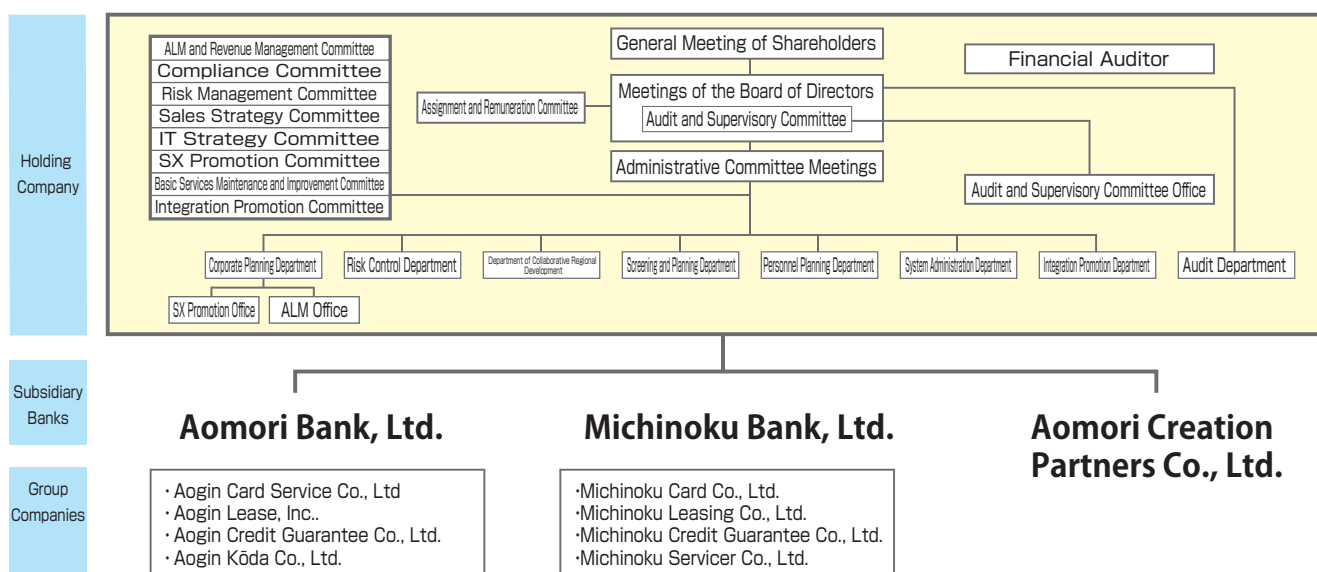 Holding
Company
ALM and Revenue Management Committee
Compliance Committee
Risk Management Committee
Sales Strategy Committee
IT Strategy Committee
SX Promotion Committee
Basic Services Maintenance and Improvement Committee
Integration Promotion Committee
General Meeting of Shareholders
Financial Auditor
Assignment and Remuneration Committee
Meetings of the Board of Directors
Audit and Supervisory Committee
Administrative Committee Meetings
Audit and Supervisory Committee Office
Corporate Planning Department
Risk Control Department
Department of Collaborative Regional
Development
Screening and Planning Department
Personnel Planning Department
System Administration Department
Integration Promotion Department
Audit Department
SX Promotion Office
ALM Office
Subsidiary
Banks
Aomori Bank, Ltd.
Michinoku Bank, Ltd.
Aomori Creation
Partners Co., Ltd.
Group
Companies
・Aogin Card Service Co., Ltd
・Aogin Lease, Inc..
・Aogin Credit Guarantee Co., Ltd.
・Aogin Kōda Co., Ltd.
・Michinoku Card Co., Ltd.
・Michinoku Leasing Co., Ltd.
・Michinoku Credit Guarantee Co., Ltd.
・Michinoku Servicer Co., Ltd.